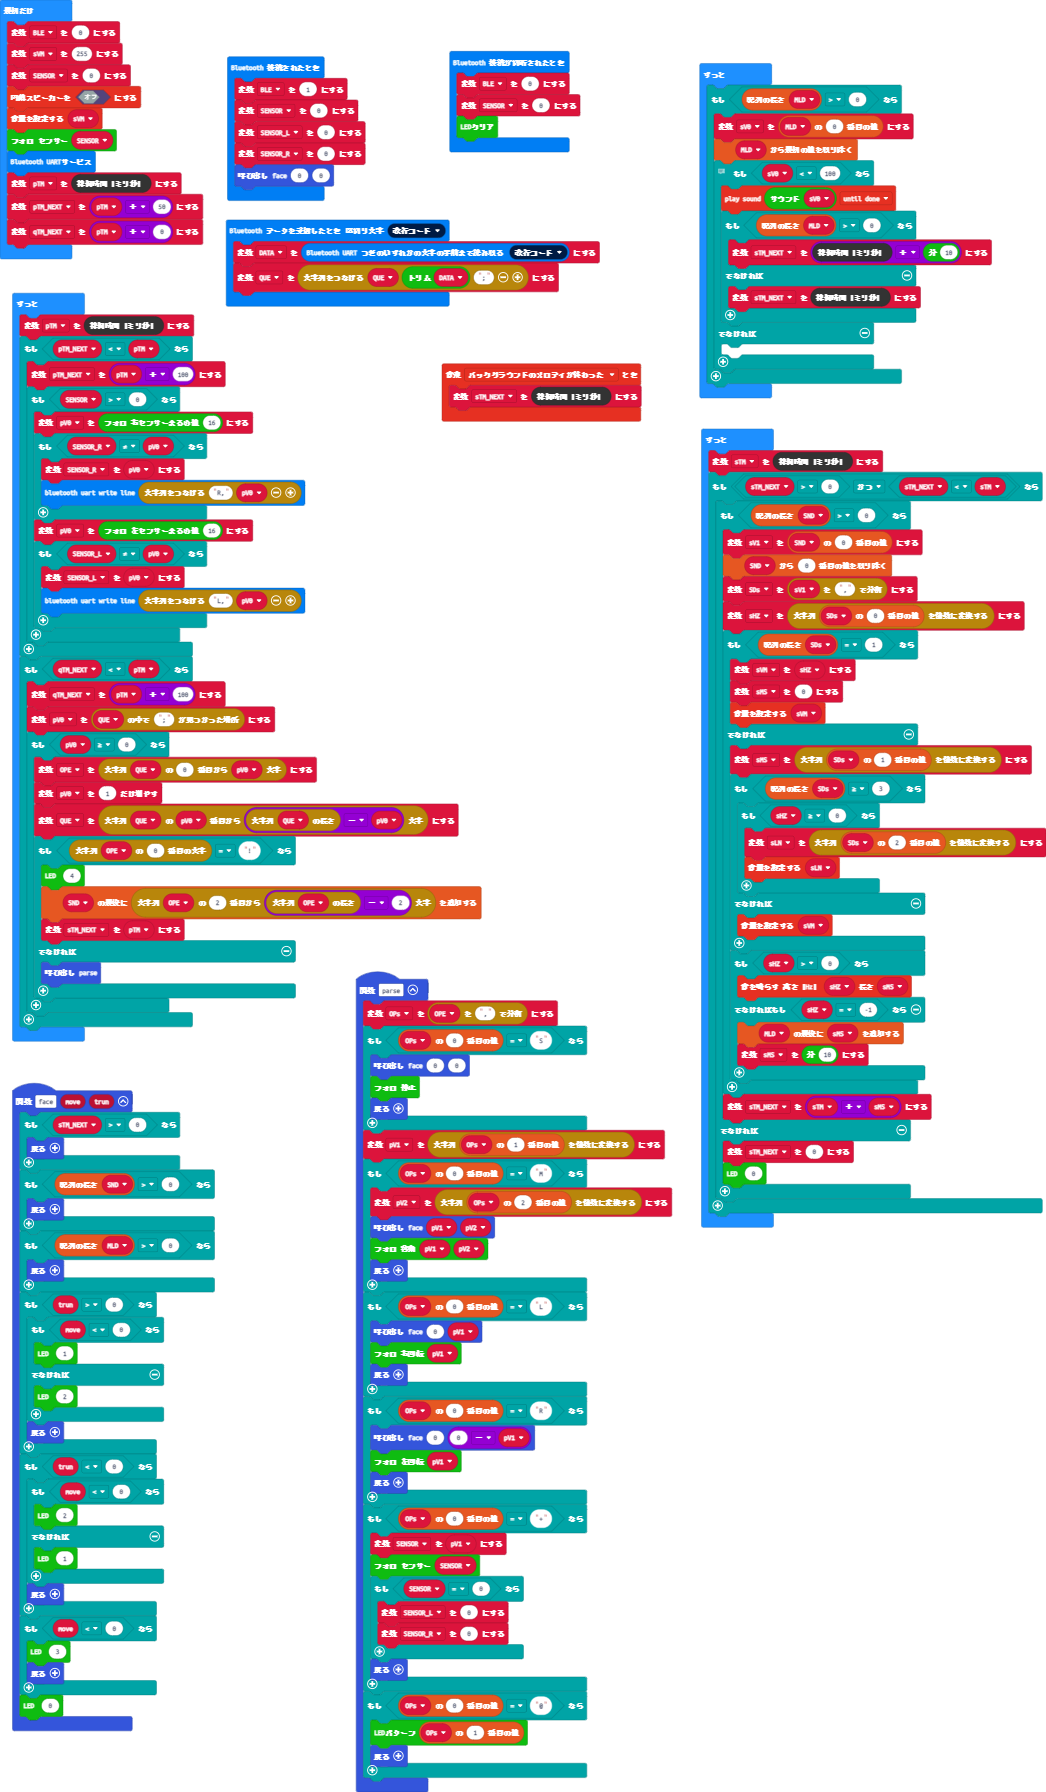 最初だけ
変数 BLE を 0 にする
変数 sVM を 255 にする
変数 SENSOR を 0 にする
内蔵スピーカーを オフ にする
音量を設定する sVM
フォロ センサー SENSOR
Bluetooth UARTサービス
変数 pTM を 稼働時間（ミリ秒） にする
変数 pTM_NEXT を pTM + 50 にする
変数 qTM_NEXT を pTM + 0 にする
Bluetooth 接続されたとき
変数 BLE を 1 にする
変数 SENSOR を 0 にする
変数 SENSOR_L を 0 にする
変数 SENSOR_R を 0 にする
呼び出し face 0 0
Bluetooth 接続が切断されたとき
変数 BLE を 0 にする
変数 SENSOR を 0 にする
LEDクリア
Bluetooth データを受信したとき 区切り文字 改行コード
変数 DATA を Bluetooth UART つぎのいずれかの文字の手前まで読み取る 改行コード にする
変数 QUE を 文字列をつなげる QUE トリム DATA ";" にする
ずっと
変数 pTM を 稼働時間（ミリ秒） にする
もし pTM_NEXT < pTM なら
変数 pTM_NEXT を pTM + 100 にする
もし SENSOR > 0 なら
変数 pV0 を フォロ 右センサーまるめ値 16 にする
もし SENSOR_R ≠ pV0 なら
変数 SENSOR_R を pV0 にする
bluetooth uart write line 文字列をつなげる "R," pV0
変数 pV0 を フォロ 左センサーまるめ値 16 にする
もし SENSOR_L ≠ pV0 なら
変数 SENSOR_L を pV0 にする
bluetooth uart write line 文字列をつなげる "L," pV0
もし qTM_NEXT < pTM なら
変数 qTM_NEXT を pTM + 100 にする
変数 pV0 を QUE の中で ";" が見つかった場所 にする
もし pV0 ≥ 0 なら
変数 OPE を 文字列 QUE の 0 番目から pV0 文字 にする
変数 pV0 を 1 だけ増やす
変数 QUE を 文字列 QUE の pV0 番目から 文字列 QUE の長さ - pV0 文字 にする
もし 文字列 OPE の 0 番目の文字 = "!" なら
LED 4
SND の最後に 文字列 OPE の 2 番目から 文字列 OPE の長さ - 2 文字 を追加する
変数 sTM_NEXT を pTM にする
でなければ
呼び出し parse
音楽 バックグラウンドのメロディが終わった とき
変数 sTM_NEXT を 稼働時間（ミリ秒） にする
ずっと
もし 配列の長さ MLD > 0 なら
変数 sV0 を MLD の 0 番目の値 にする
MLD から最初の値を取り除く
もし sV0 < 100 なら
play sound サウンド sV0 until done
もし 配列の長さ MLD > 0 なら
変数 sTM_NEXT を 稼働時間（ミリ秒） + 分 10 にする
でなければ
変数 sTM_NEXT を 稼働時間（ミリ秒） にする
でなければ
ずっと
変数 sTM を 稼働時間（ミリ秒） にする
もし sTM_NEXT > 0 かつ sTM_NEXT < sTM なら
もし 配列の長さ SND > 0 なら
変数 sV1 を SND の 0 番目の値 にする
SND から 0 番目の値を取り除く
変数 SDs を sV1 を "," で分割 にする
変数 sHZ を 文字列 SDs の 0 番目の値 を整数に変換する にする
もし 配列の長さ SDs = 1 なら
変数 sVM を sHZ にする
変数 sMS を 0 にする
音量を設定する sVM
でなければ
変数 sMS を 文字列 SDs の 1 番目の値 を整数に変換する にする
もし 配列の長さ SDs ≥ 3 なら
もし sHZ ≥ 0 なら
変数 sLN を 文字列 SDs の 2 番目の値 を整数に変換する にする
音量を設定する sLN
でなければ
音量を設定する sVM
もし sHZ > 0 なら
音を鳴らす 高さ（Hz） sHZ 長さ sMS
でなければもし sHZ = -1 なら
MLD の最後に sMS を追加する
変数 sMS を 分 10 にする
変数 sTM_NEXT を sTM + sMS にする
でなければ
変数 sTM_NEXT を 0 にする
LED 0
関数 face move trun
もし sTM_NEXT > 0 なら
戻る
もし 配列の長さ SND > 0 なら
戻る
もし 配列の長さ MLD > 0 なら
戻る
もし trun > 0 なら
もし move < 0 なら
LED 1
でなければ
LED 2
戻る
もし trun < 0 なら
もし move < 0 なら
LED 2
でなければ
LED 1
戻る
もし move < 0 なら
LED 3
戻る
LED 0
関数 parse
変数 OPs を OPE を "," で分割 にする
もし OPs の 0 番目の値 = "S" なら
呼び出し face 0 0
フォロ 停止
戻る
変数 pV1 を 文字列 OPs の 1 番目の値 を整数に変換する にする
もし OPs の 0 番目の値 = "M" なら
変数 pV2 を 文字列 OPs の 2 番目の値 を整数に変換する にする
呼び出し face pV1 pV2
フォロ 移動 pV1 pV2
戻る
もし OPs の 0 番目の値 = "L" なら
呼び出し face 0 pV1
フォロ 左回転 pV1
戻る
もし OPs の 0 番目の値 = "R" なら
呼び出し face 0 0 - pV1
フォロ 右回転 pV1
戻る
もし OPs の 0 番目の値 = なら
変数 SENSOR を pV1 にする
フォロ センサー SENSOR
もし SENSOR = 0 なら
変数 SENSOR_L を 0 にする
変数 SENSOR_R を 0 にする
戻る
もし OPs の 0 番目の値 = "@" なら
LEDパターン OPs の 1 番目の値
戻る